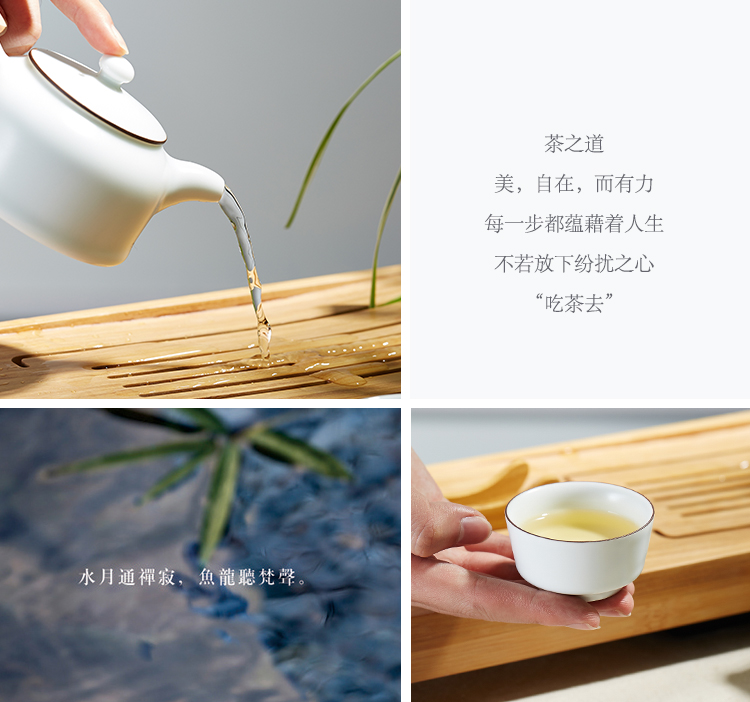 茶之道
美，自在，而有力
每一步都蕴藉着人生
不若放下纷扰之心
“吃茶去”
水月通禪寂，魚龍聽梵聲。